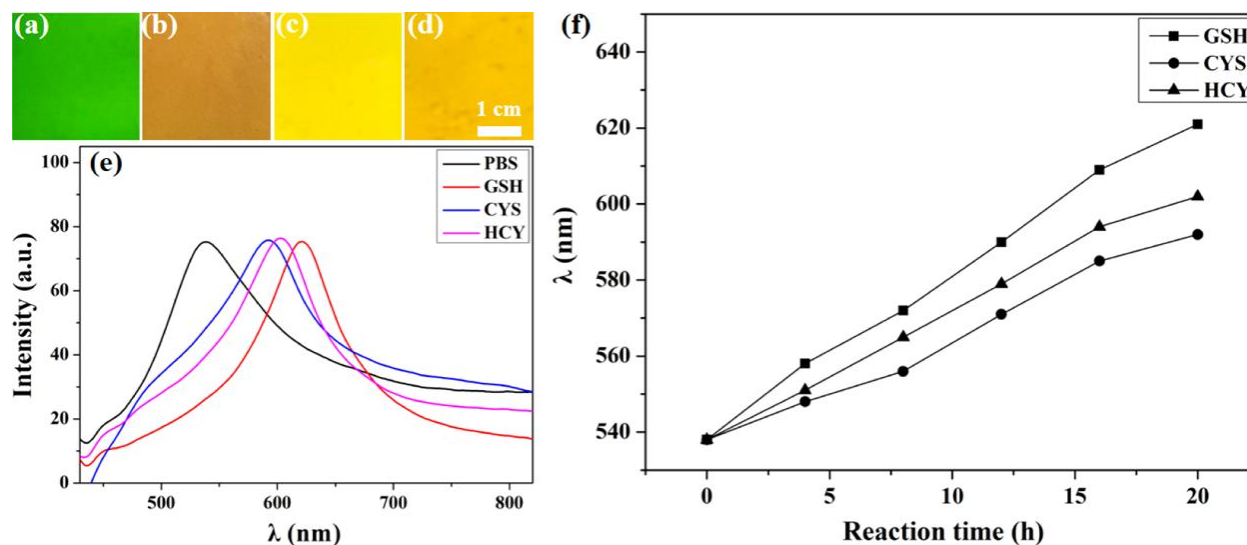 (a) (b) (c) (d)
1 cm
(e)
PBS
GSH
CYS
HCY
100
80
60
40
20
0
500 600 700 800
Intensity (a.u.)
λ (nm)
(f)
GSH
CYS
HCY
640
620
600
580
560
540
0 5 10 15 20
λ (nm)
Reaction time (h)